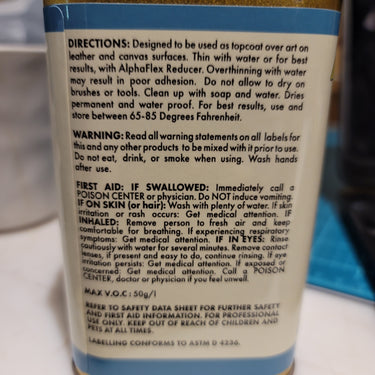 DIRECTIONS: Designed to be used as topcoat over art on
leather and canvas surfaces. Thin with water or for best
results, with AlphaFlex Reducer. Overthinning with water
may result in poor adhesion. Do not allow to dry on
brushes or tools. Clean up with soap and water. Dries
permanent and water proof. For best results, use and
store between 65-85 Degrees Fahrenheit.
WARNING: Read all warning statements on all labels for
this and any other products to be mixed with it prior to use.
Do not eat, drink, or smoke when using. Wash hands
after use.
FIRST AID: IF SWALLOWED: Immediately call a
POISON CENTER or physician. Do NOT induce vomiting.
IF ON SKIN (or hair): Wash with plenty of water. If skin
irritation or rash occurs: Get medical attention. IF
INHALED: Remove person to fresh air and keep
comfortable for breathing. If experiencing respiratory
symptoms: Get medical attention. IF IN EYES: Rinse
cautiously with water for several minutes. Remove contact
lenses, if present and easy to do, continue rinsing. If eye
irritation persists: Get medical attention. If exposed or
concerned: Get medical attention. Call a POISON
CENTER, doctor or physician if you feel unwell.
MAX V.O.C: 50g/l
REFER TO SAFETY DATA SHEET FOR FURTHER SAFETY
AND FIRST AID INFORMATION. FOR PROFESSIONAL
USE ONLY. KEEP OUT OF REACH OF CHILDREN AND
PETS AT ALL TIMES.
LABELLING CONFORMS TO ASTM D 4236.